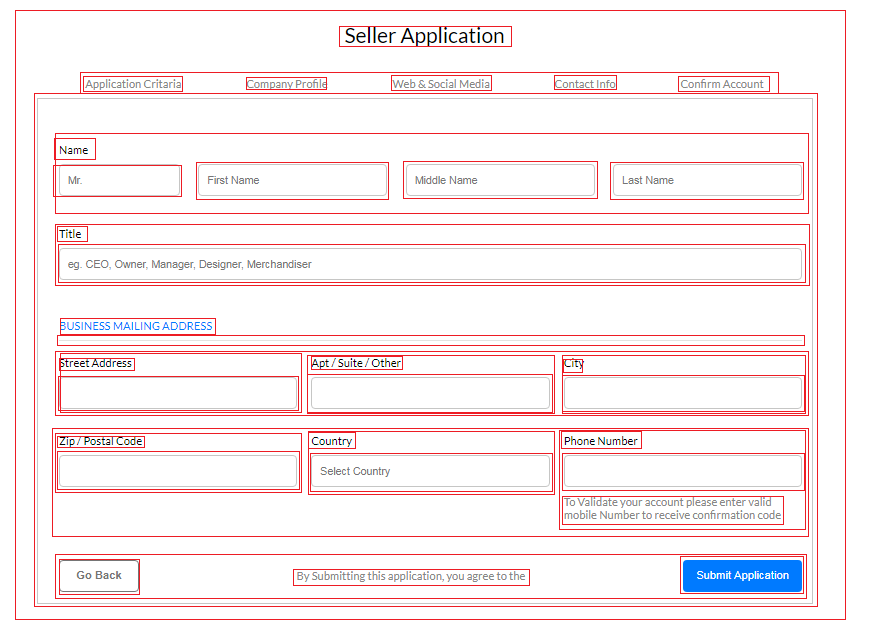 Seller Application
Application Critaria Company Profile Web & Social Media Contact Info Confirm Account
Name
Mr. First Name Middle Name Last Name
Title
eg. CEO, Owner, Manager, Designer, Merchandiser
BUSINESS MAILING ADDRESS
Street Address Apt / Suite / Other City
Zip / Postal Code Country Phone Number
Select Country
To Validate your account please enter valid
mobile Number to receive confirmation code
Go Back By Submitting this application, you agree to the Submit Application